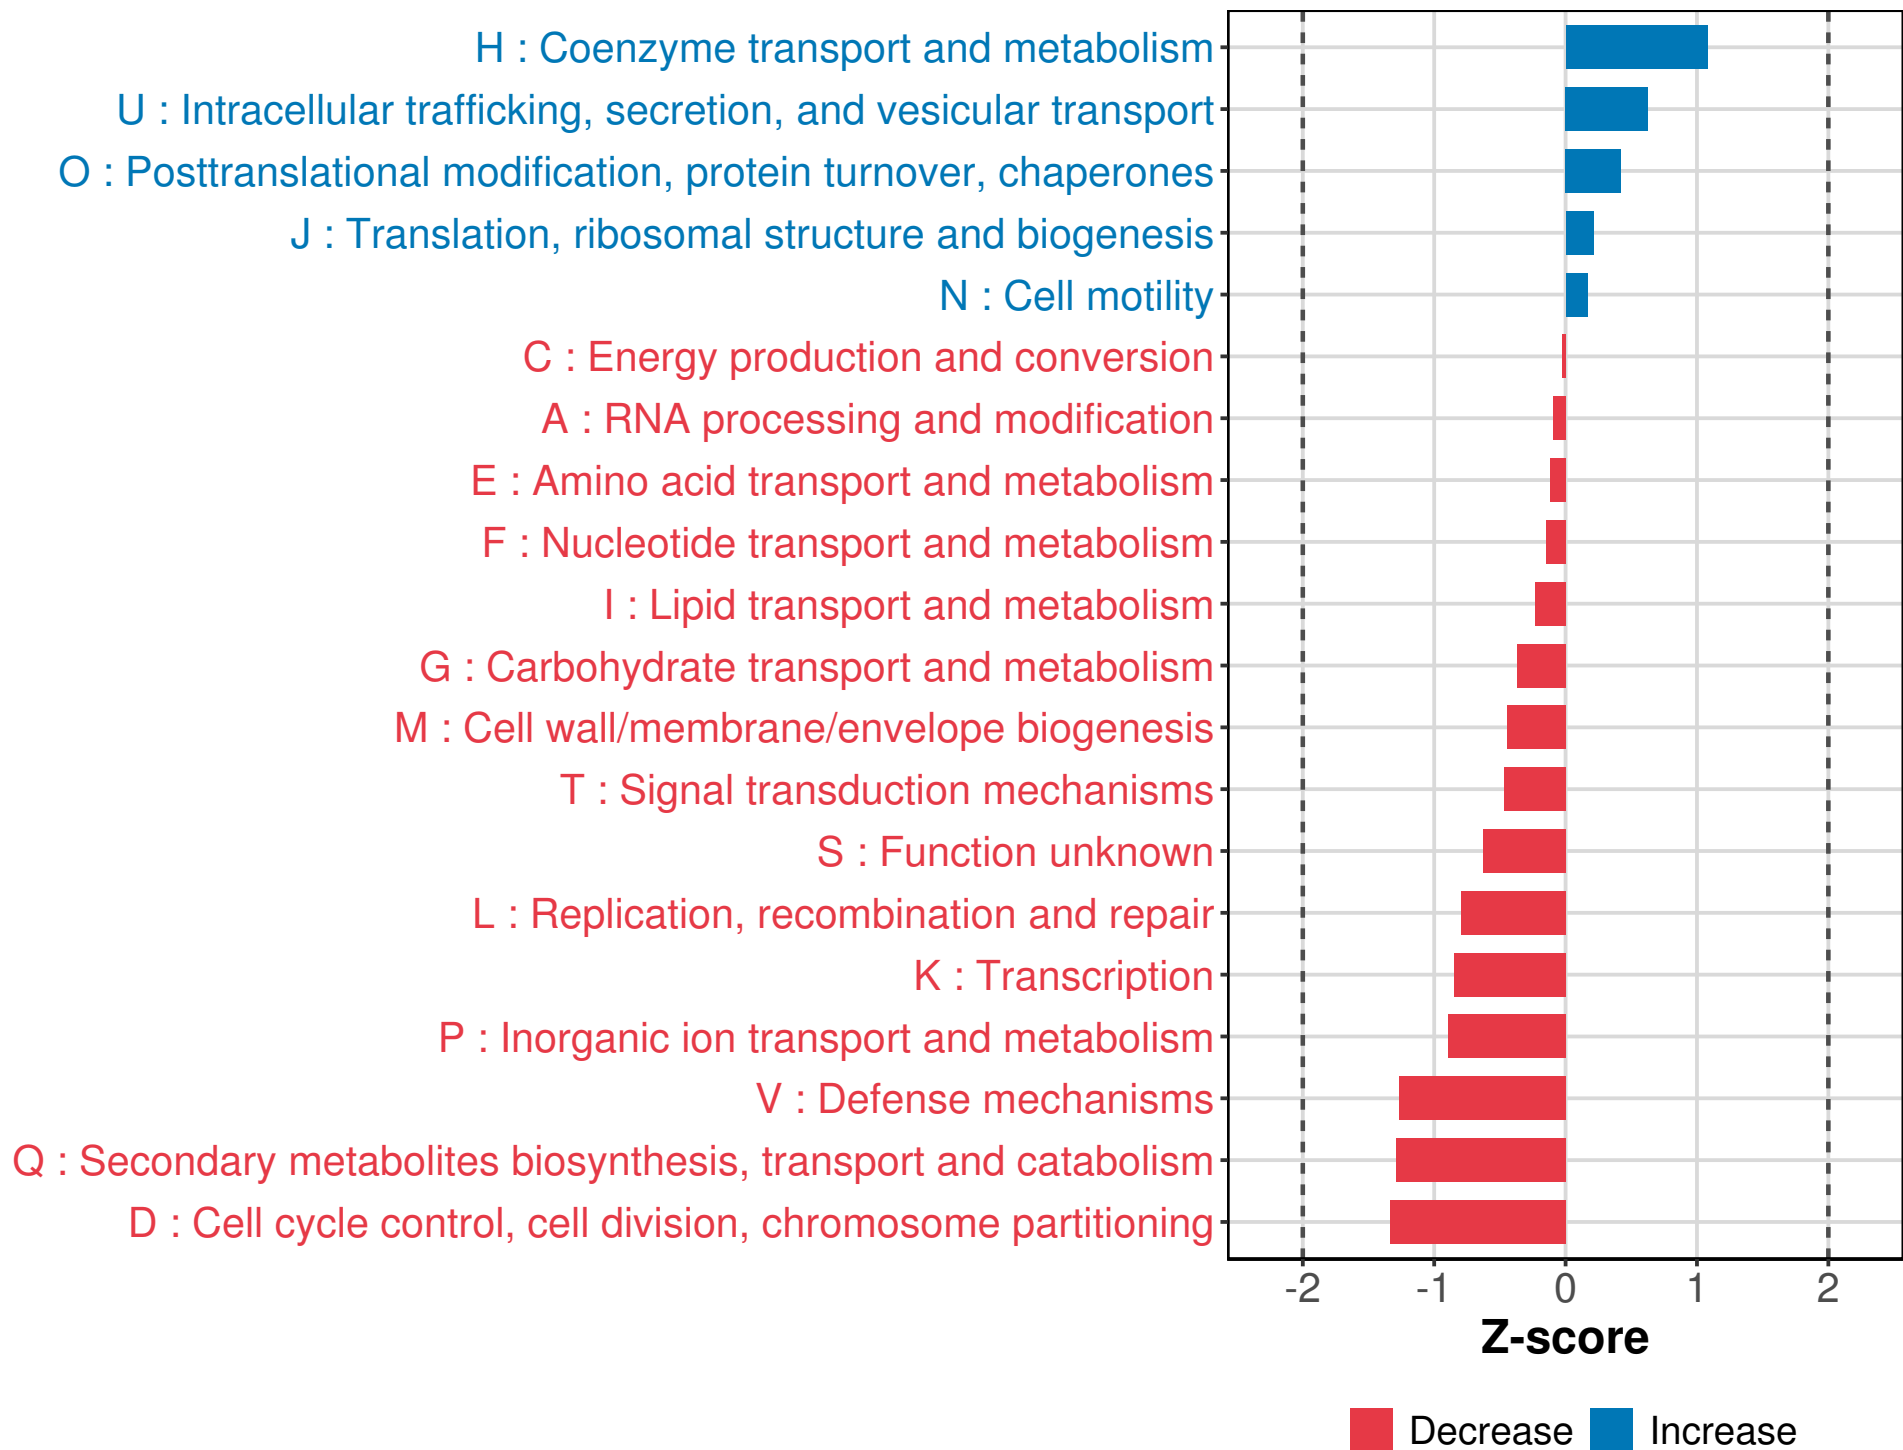 H : Coenzyme transport and metabolism
U : Intracellular trafficking, secretion, and vesicular transport
O : Posttranslational modification, protein turnover, chaperones
J : Translation, ribosomal structure and biogenesis
N : Cell motility
C : Energy production and conversion
A : RNA processing and modification
E : Amino acid transport and metabolism
F : Nucleotide transport and metabolism
I : Lipid transport and metabolism
G : Carbohydrate transport and metabolism
M : Cell wall/membrane/envelope biogenesis
T : Signal transduction mechanisms
S : Function unknown
L : Replication, recombination and repair
K : Transcription
P : Inorganic ion transport and metabolism
V : Defense mechanisms
Q : Secondary metabolites biosynthesis, transport and catabolism
D : Cell cycle control, cell division, chromosome partitioning
-2 -1 0 1 2
Z-score
Decrease Increase